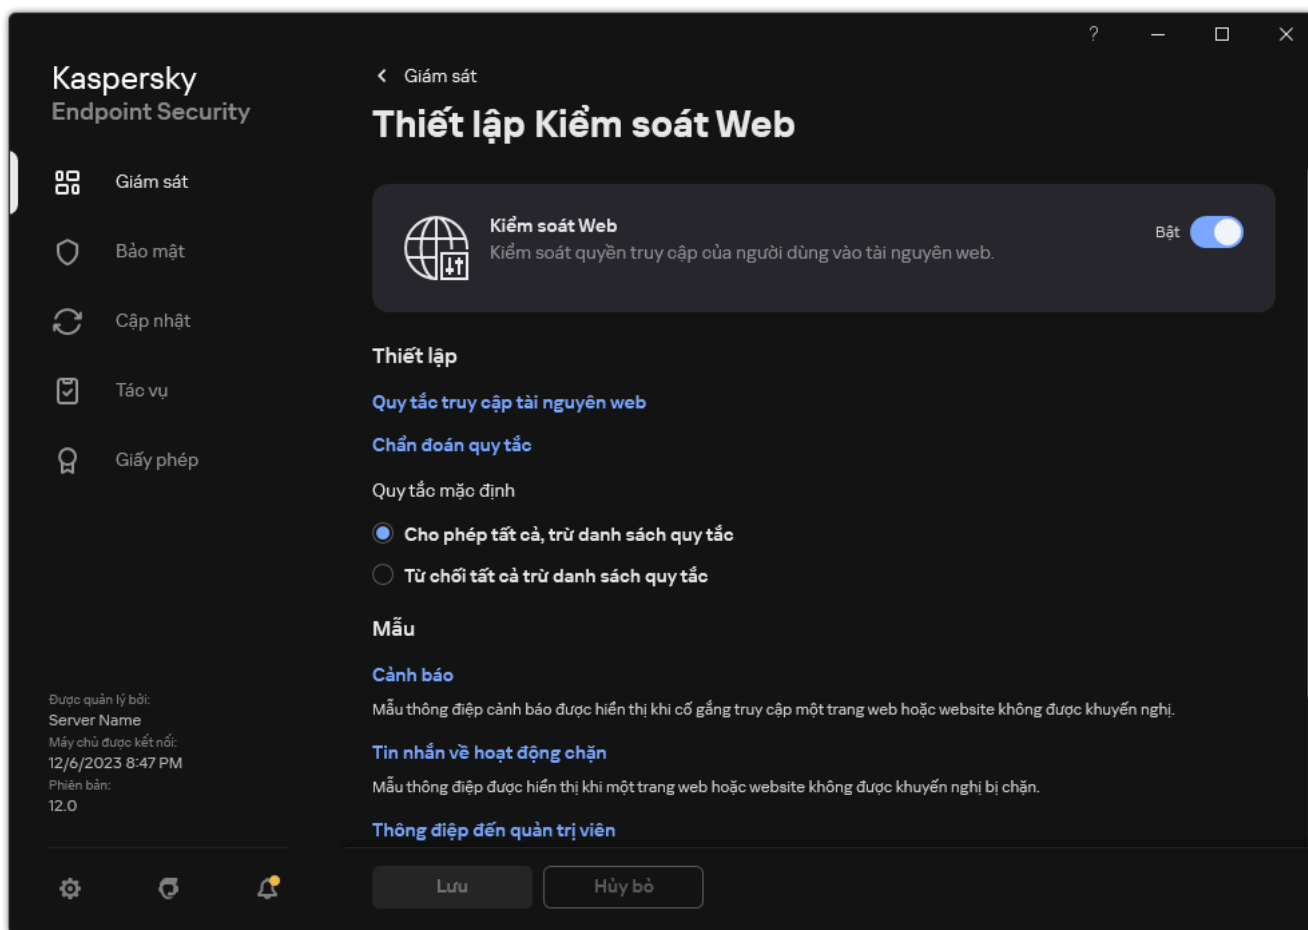 Kaspersky
Endpoint Security
Giám sát
Bảo mật
Cập nhật
Tác vụ
Giấy phép
Được quản lý bởi:
Server Name
Máy chủ được kết nối:
12/6/2023 8:47 PM
Phiên bản:
12.0
?
Giám sát
Thiết lập Kiểm soát Web
Kiểm soát Web
Kiểm soát quyền truy cập của người dùng vào tài nguyên web.
Bật
Thiết lập
Quy tắc truy cập tài nguyên web
Chẩn đoán quy tắc
Quy tắc mặc định
Cho phép tất cả, trừ danh sách quy tắc
Từ chối tất cả trừ danh sách quy tắc
Mẫu
Cảnh báo
Mẫu thông điệp cảnh báo được hiển thị khi cố gắng truy cập một trang web hoặc website không được khuyến nghị.
Tin nhắn về hoạt động chặn
Mẫu thông điệp được hiển thị khi một trang web hoặc website không được khuyến nghị bị chặn.
Thông điệp đến quản trị viên
Lưu
Hủy bỏ